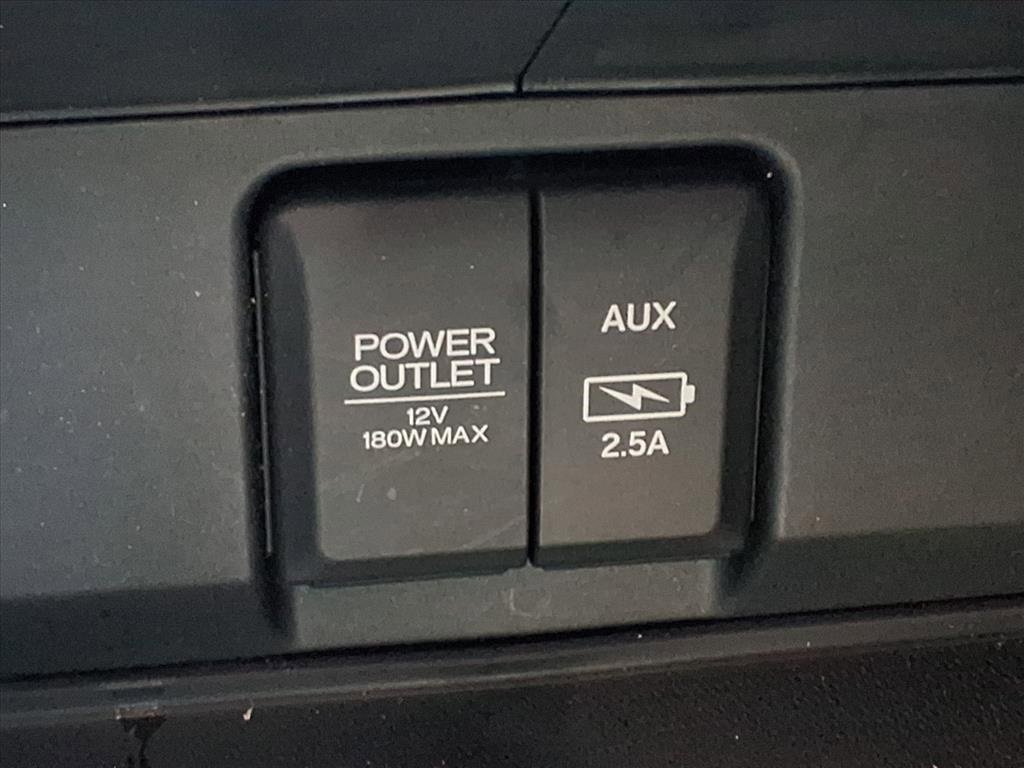 POWER
OUTLET
12V
180W MAX
AUX
2.5A